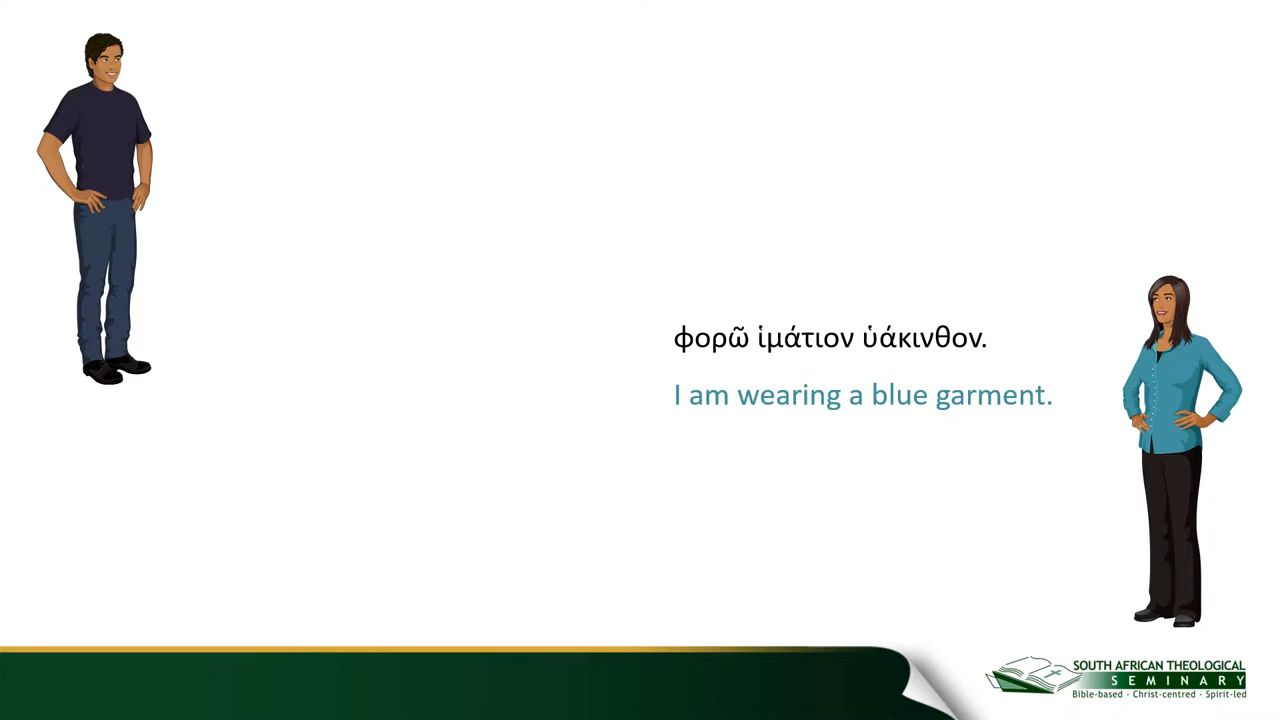 φορῶ ἱμάτιον ὑάκινθον.
I am wearing a blue garment.
SOUTH AFRICAN THEOLOGICAL
SEMINARY
Bible-based · Christ-centred · Spirit-led